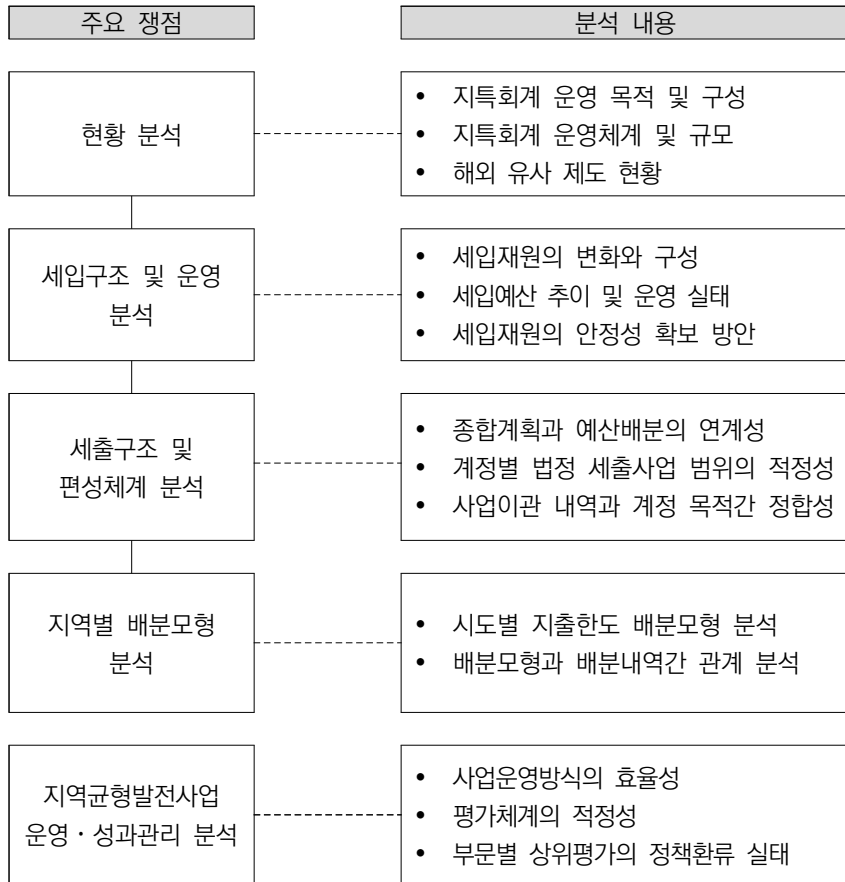 주요 쟁점
분석 내용
현황 분석
• 지특회계 운영 목적 및 구성
• 지특회계 운영체계 및 규모
• 해외 유사 제도 현황
세입구조 및 운영
분석
• 세입재원의 변화와 구성
• 세입예산 추이 및 운영 실태
• 세입재원의 안정성 확보 방안
세출구조 및
편성체계 분석
• 종합계획과 예산배분의 연계성
• 계정별 법정 세출사업 범위의 적정성
• 사업이관 내역과 계정 목적간 정합성
지역별 배분모형
분석
• 시도별 지출한도 배분모형 분석
• 배분모형과 배분내역간 관계 분석
지역균형발전사업
운영·성과관리 분석
• 사업운영방식의 효율성
• 평가체계의 적정성
• 부문별 상위평가의 정책환류 실태